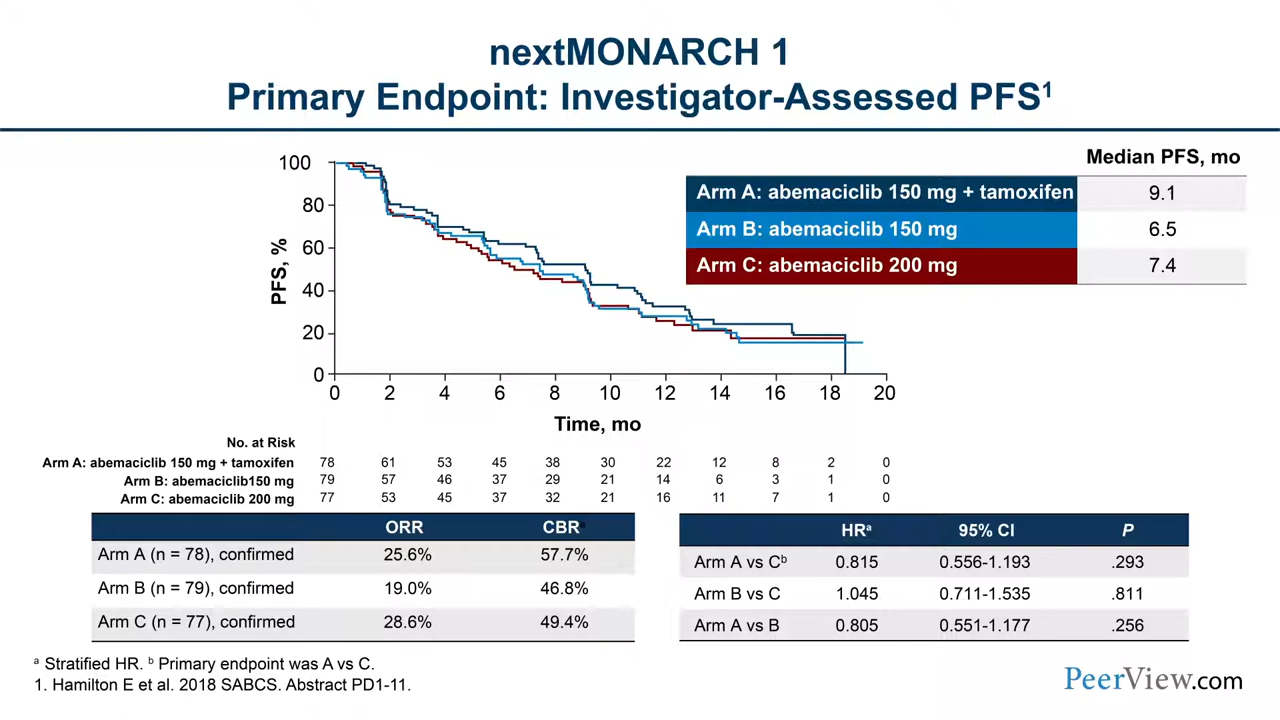 nextMONARCH 1
Primary Endpoint: Investigator-Assessed PFS¹
Median PFS, mo
Arm A: abemaciclib 150 mg + tamoxifen 9.1
Arm B: abemaciclib 150 mg 6.5
Arm C: abemaciclib 200 mg 7.4
PFS, %
100
80
60
40
20
0
0 2 4 6 8 10 12 14 16 18 20
Time, mo
No. at Risk
Arm A: abemaciclib 150 mg + tamoxifen 78 61 53 45 38 30 22 12 8 2 0
Arm B: abemaciclib150 mg 79 57 46 37 29 21 14 6 3 1 0
Arm C: abemaciclib 200 mg 77 53 45 37 32 21 16 11 7 1 0
ORR CBR
Arm A (n = 78), confirmed 25.6% 57.7%
Arm B (n = 79), confirmed 19.0% 46.8%
Arm C (n = 77), confirmed 28.6% 49.4%
HRᵃ 95% CI P
Arm A vs Cᵇ 0.815 0.556-1.193 .293
Arm B vs C 1.045 0.711-1.535 .811
Arm A vs B 0.805 0.551-1.177 .256
ᵃ Stratified HR. ᵇ Primary endpoint was A vs C.
1. Hamilton E et al. 2018 SABCS. Abstract PD1-11.
PeerView.com